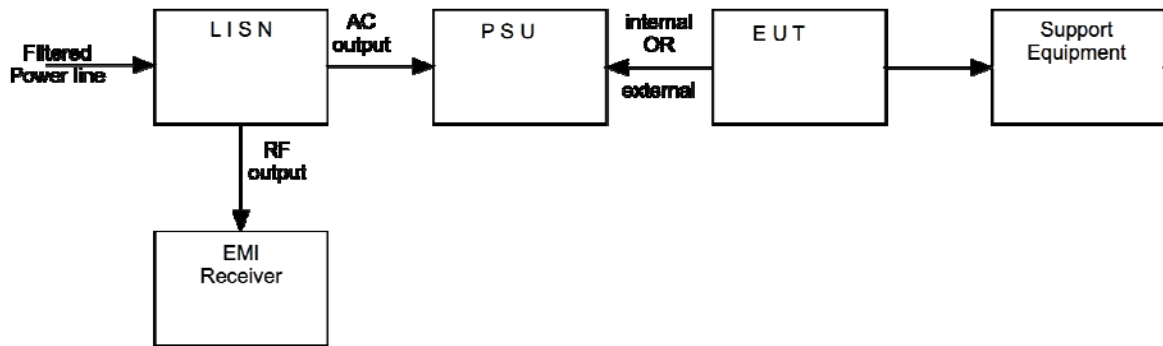 Filtered
Power line
L I S N
AC
output
P S U
internal
OR
external
E U T
Support
Equipment
RF
output
EMI
Receiver